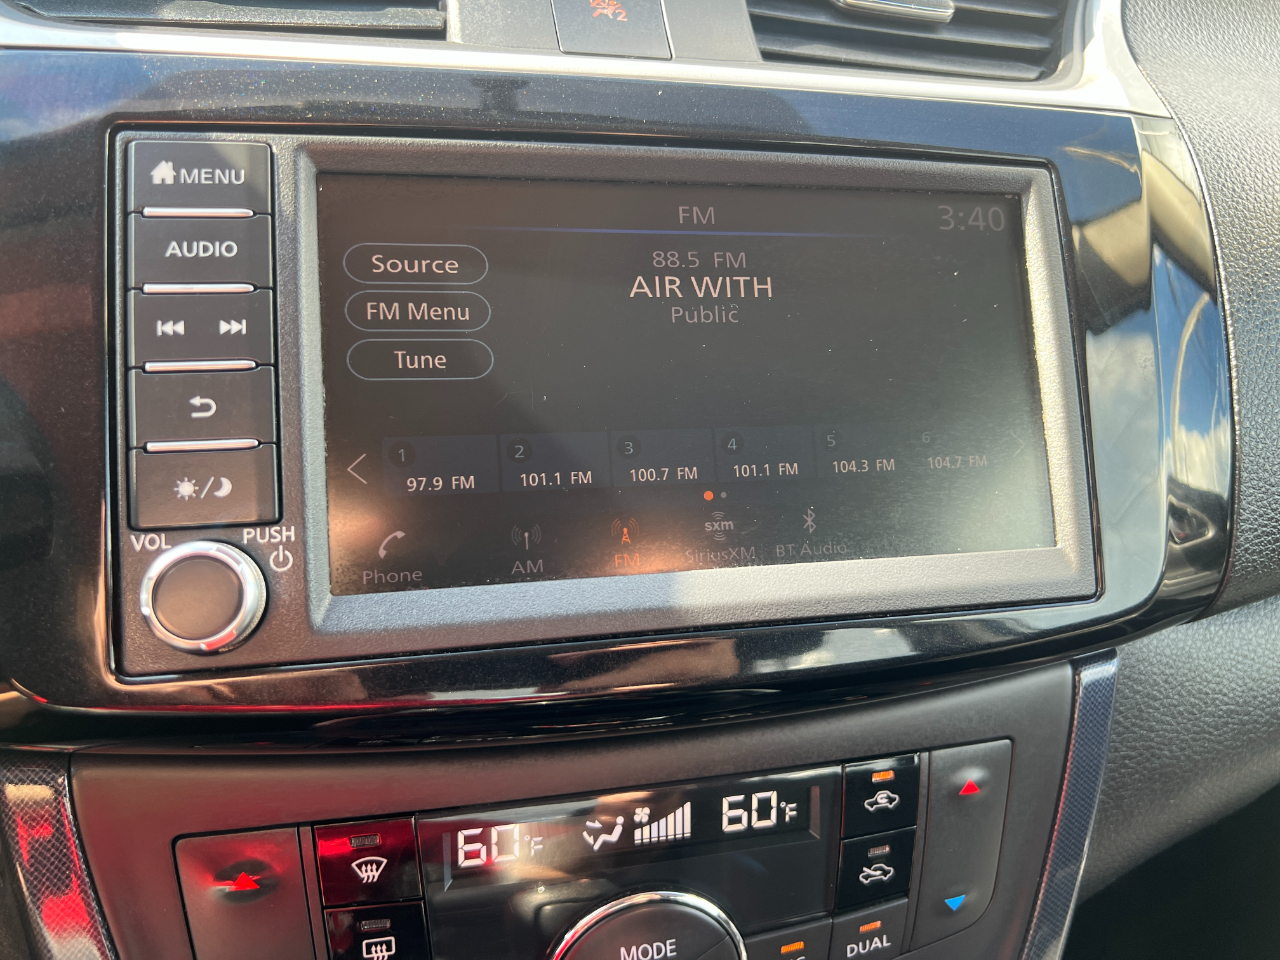 2
MENU
AUDIO
VOL
PUSH
FM
3:40
Source
FM Menu
Tune
88.5 FM
AIR WITH
Public
1
97.9 FM
2
101.1 FM
3
100.7 FM
4
101.1 FM
5
104.3 FM
6
104.7 FM
Phone
AM
FM
sxm
SiriusXM
BT Audio
60°F
60°F
MODE
DUAL